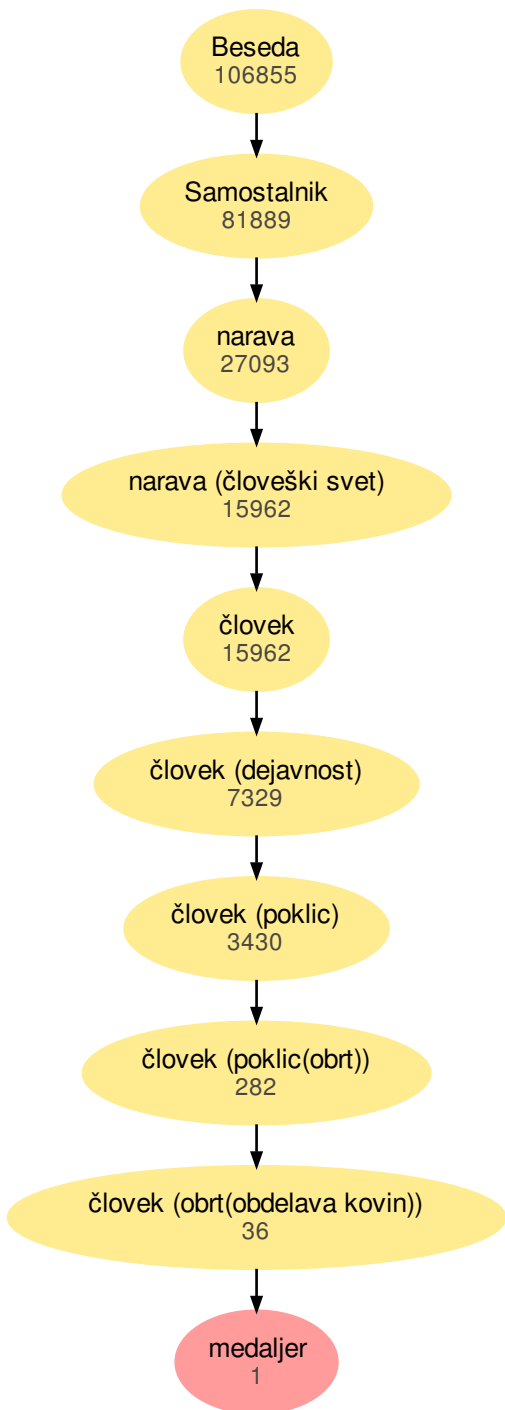 Beseda
106855
Samostalnik
81889
narava
27093
narava (človeški svet)
15962
človek
15962
človek (dejavnost)
7329
človek (poklic)
3430
človek (poklic(obrt))
282
človek (obrt(obdelava kovin))
36
medaljer
1